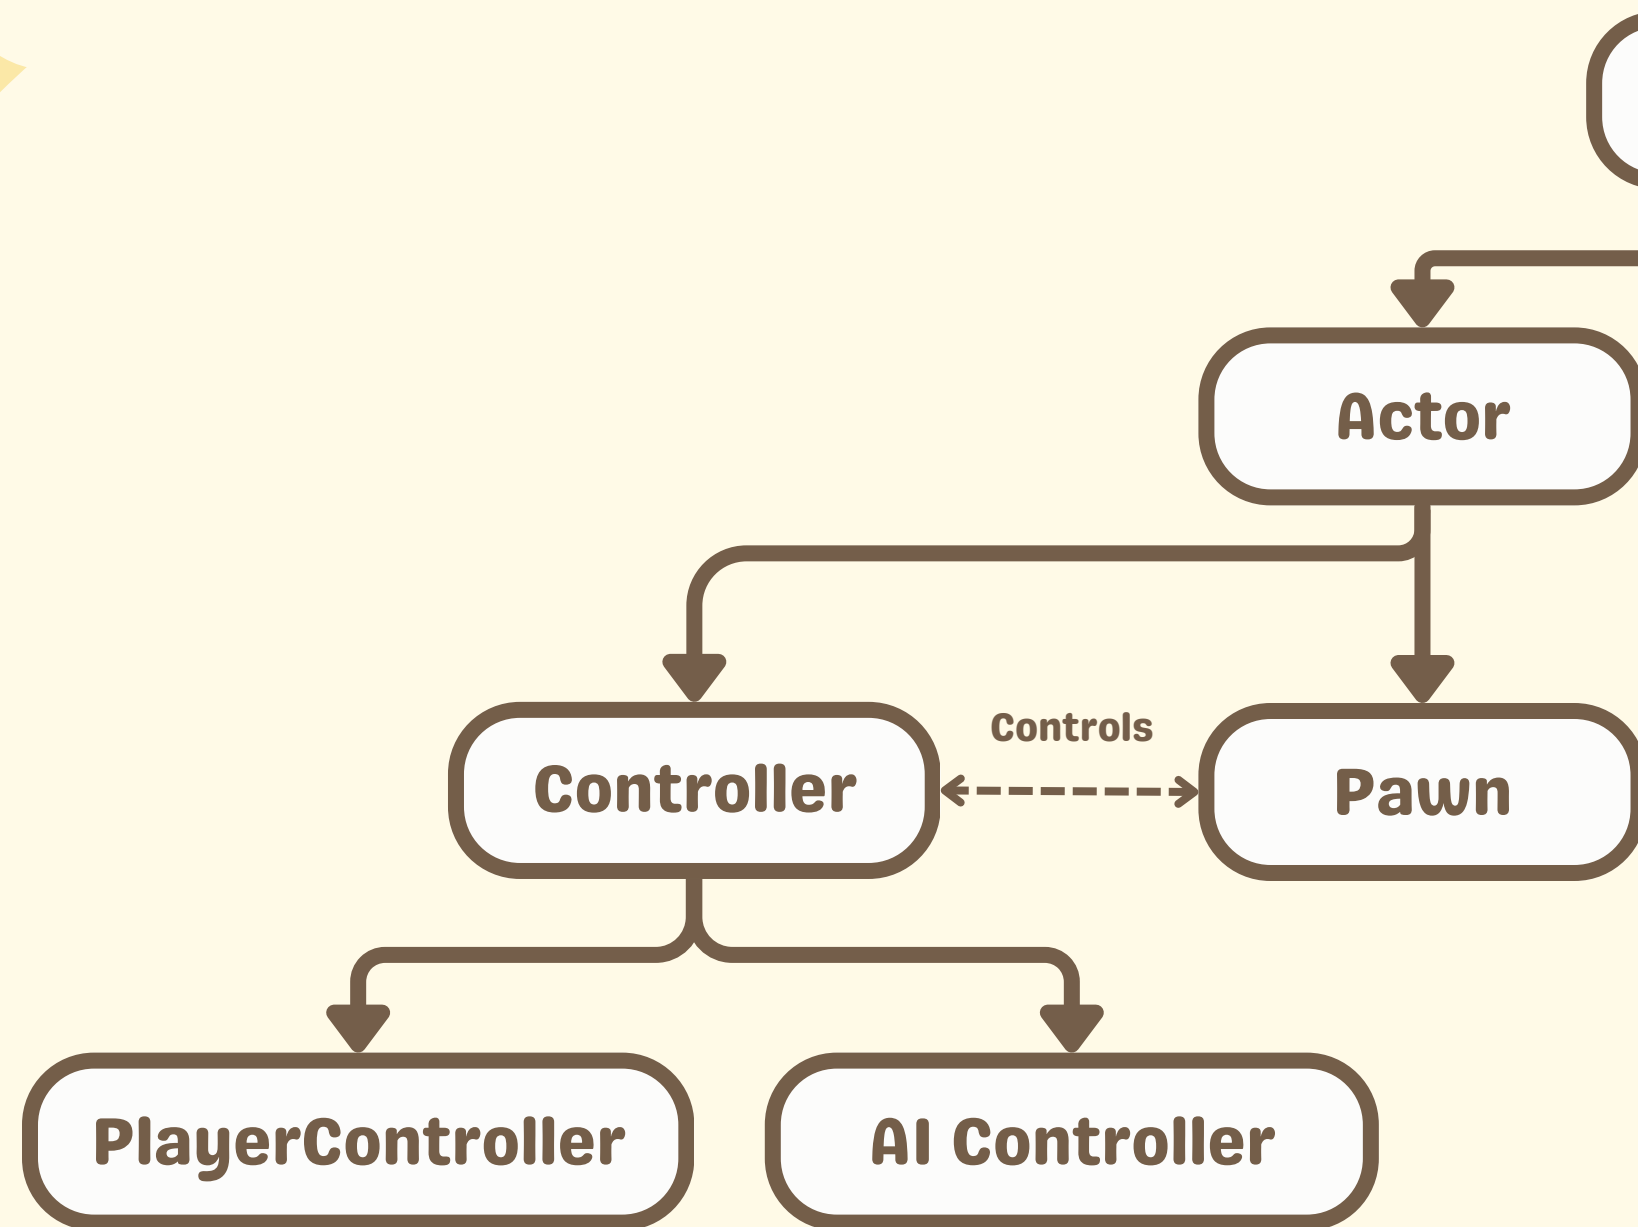 Actor
Controls
Controller
Pawn
PlayerController
AI Controller